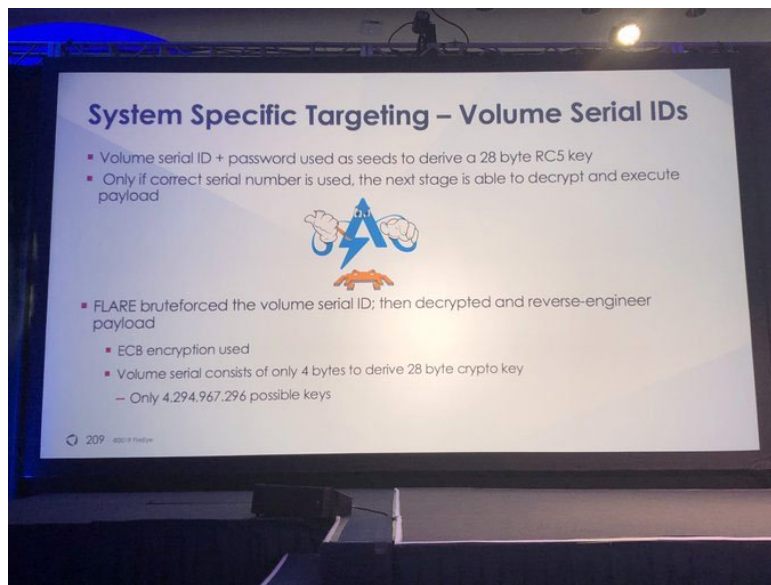 System Specific Targeting – Volume Serial IDs
▪ Volume serial ID + password used as seeds to derive a 28 byte RC5 key
▪ Only if correct serial number is used, the next stage is able to decrypt and execute
payload
▪ FLARE bruteforced the volume serial ID; then decrypted and reverse-engineer
payload
▪ ECB encryption used
▪ Volume serial consists of only 4 bytes to derive 28 byte crypto key
– Only 4.294.967.296 possible keys
209 ©2019 FireEye